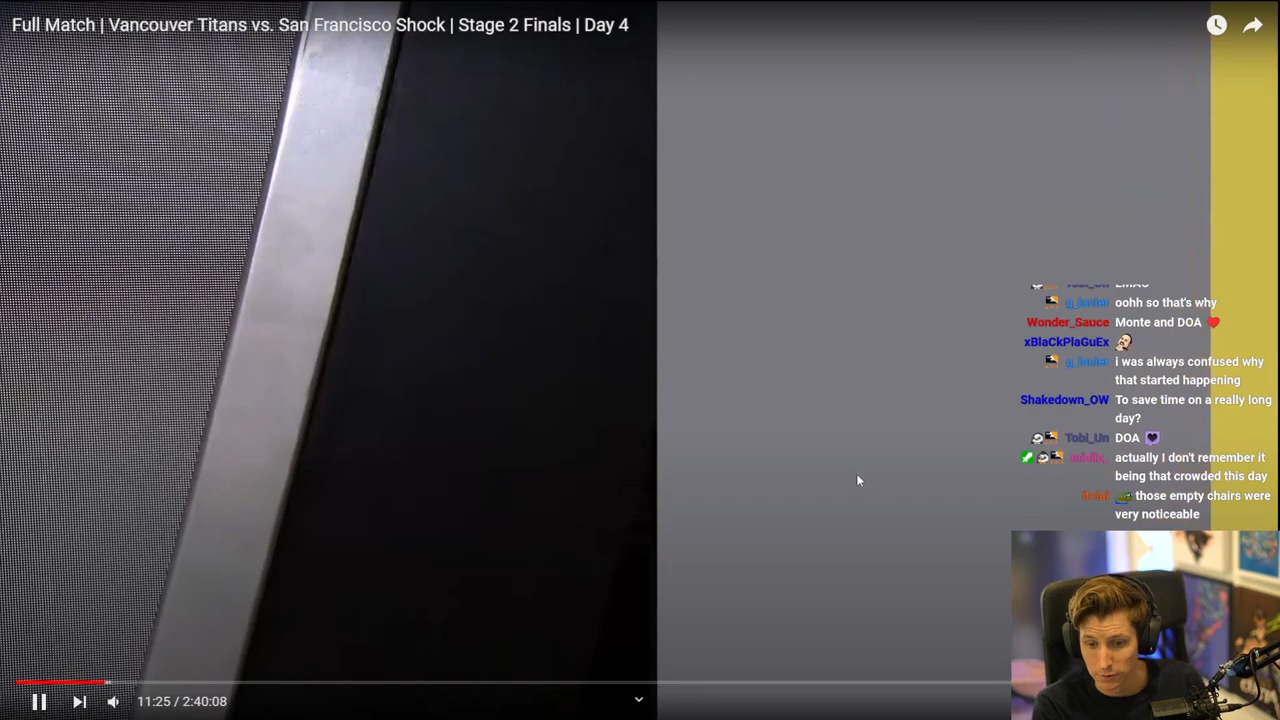 Full Match | Vancouver Titans vs. San Francisco Shock | Stage 2 Finals | Day 4
oohh so that's why
Wonder_Sauce Monte and DOA
xBlaCkPlaGuEx
i was always confused why
that started happening
Shakedown_OW To save time on a really long
day?
Tobi_Un DOA
actually I don't remember it
being that crowded this day
those empty chairs were
very noticeable
11:25 / 2:40:08